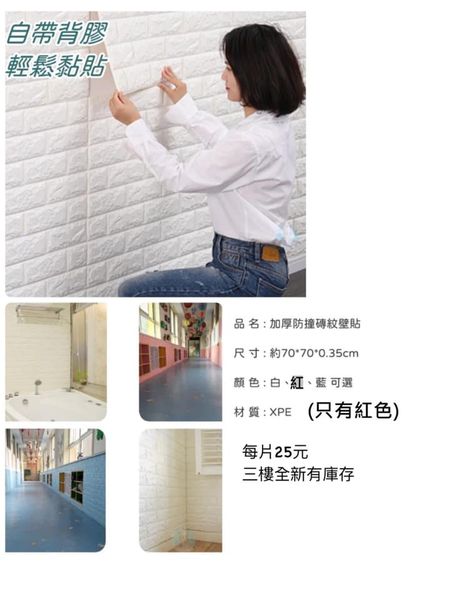 自帶背膠
輕鬆黏貼
品 名 : 加厚防撞磚紋壁貼
尺 寸 : 約70*70*0.35cm
顏 色 : 白、紅、藍 可選
材 質 : XPE (只有紅色)
每片25元
三樓全新有庫存